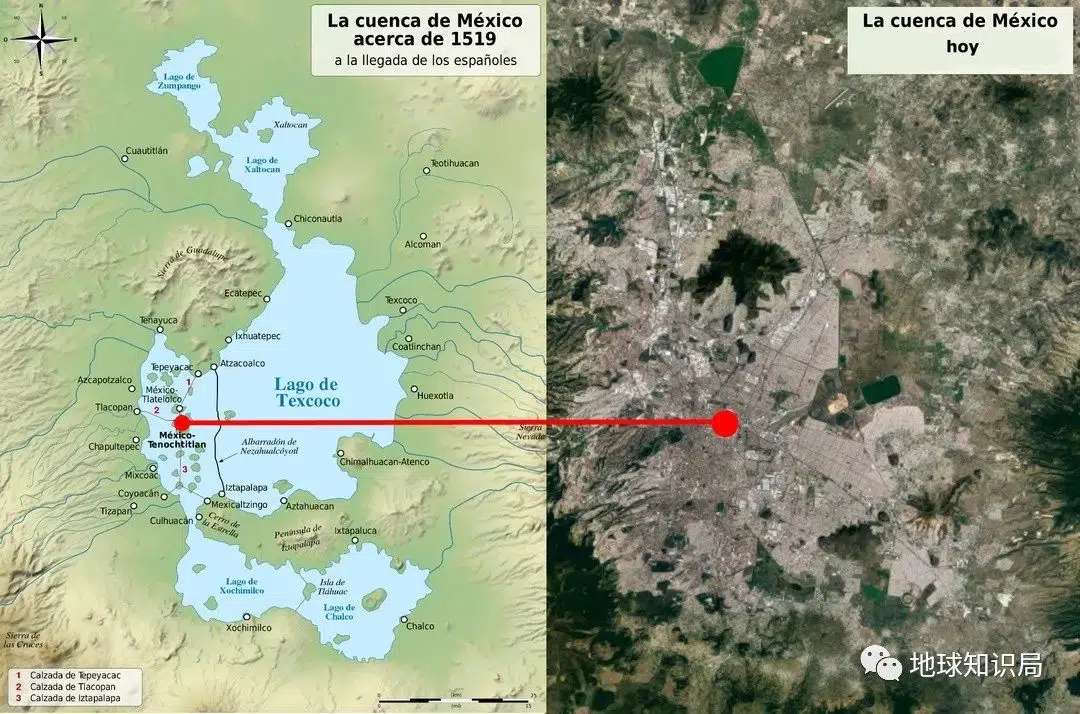 La cuenca de México
acerca de 1519
a la llegada de los españoles
La cuenca de México
hoy
N
O
E
S
Lago de
Zumpango
Xaltocan
Lago de
Xaltocan
Cuautitlán
Teotihuacan
Chiconautla
Alcoman
Sierra de Guadalupe
Ecatepec
Texcoco
Tenayuca
Ixhuatepec
Coatlinchan
Tepeyacac
Atzacoalco
1
Azcapotzalco
México-
Tlatelolco
Lago de
Texcoco
Huexotla
Tlacopan
2
Sierra
Nevada
México-
Tenochtitlan
Chapultepec
Albarradón de
Nezahualcóyotl
3
Chimalhuacan-Atenco
Mixcoac
Iztapalapa
Coyoacán
Mexicaltzingo
Aztahuacan
Tizapan
Culhuacán
Cerro de
la Estrella
Península de
Iztapalapa
Ixtapaluca
Lago de
Xochimilco
Isla de
Tláhuac
Lago de
Chalco
Xochimilco
Chalco
Sierra de
las Cruces
1 Calzada de Tepeyacac
2 Calzada de Tlacopan
3 Calzada de Iztapalapa
0 (km) 25
0 (mi) 15
地球知识局